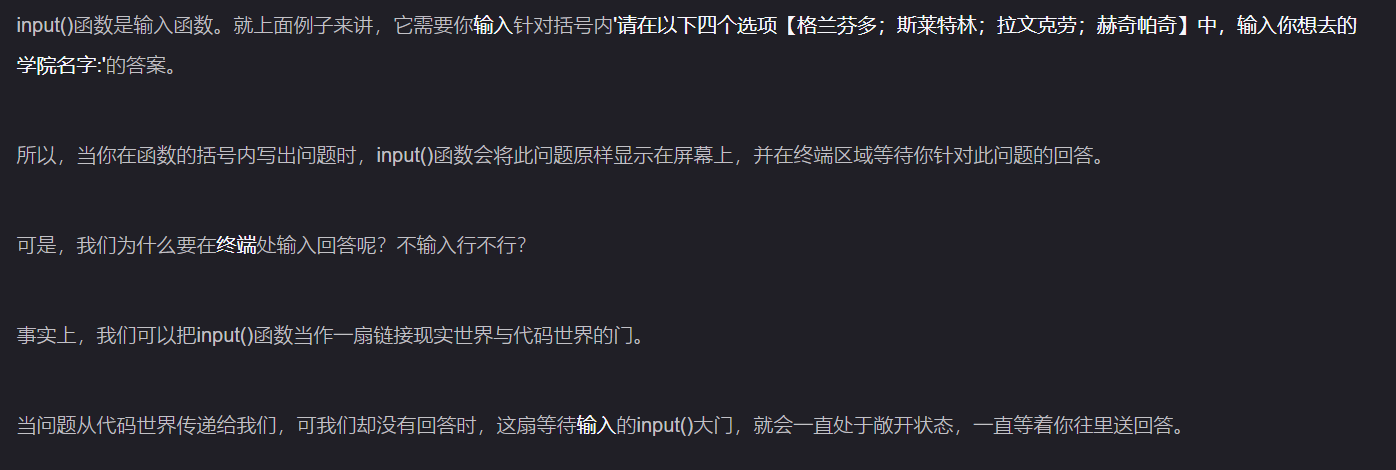 input()函数是输入函数。就上面例子来讲，它需要你输入针对括号内'请在以下四个选项【格兰芬多；斯莱特林；拉文克劳；赫奇帕奇】中，输入你想去的
学院名字:'的答案。
所以，当你在函数的括号内写出问题时，input()函数会将此问题原样显示在屏幕上，并在终端区域等待你针对此问题的回答。
可是，我们为什么要在终端处输入回答呢？不输入行不行？
事实上，我们可以把input()函数当作一扇链接现实世界与代码世界的门。
当问题从代码世界传递给我们，可我们却没有回答时，这扇等待输入的input()大门，就会一直处于敞开状态，一直等着你往里送回答。